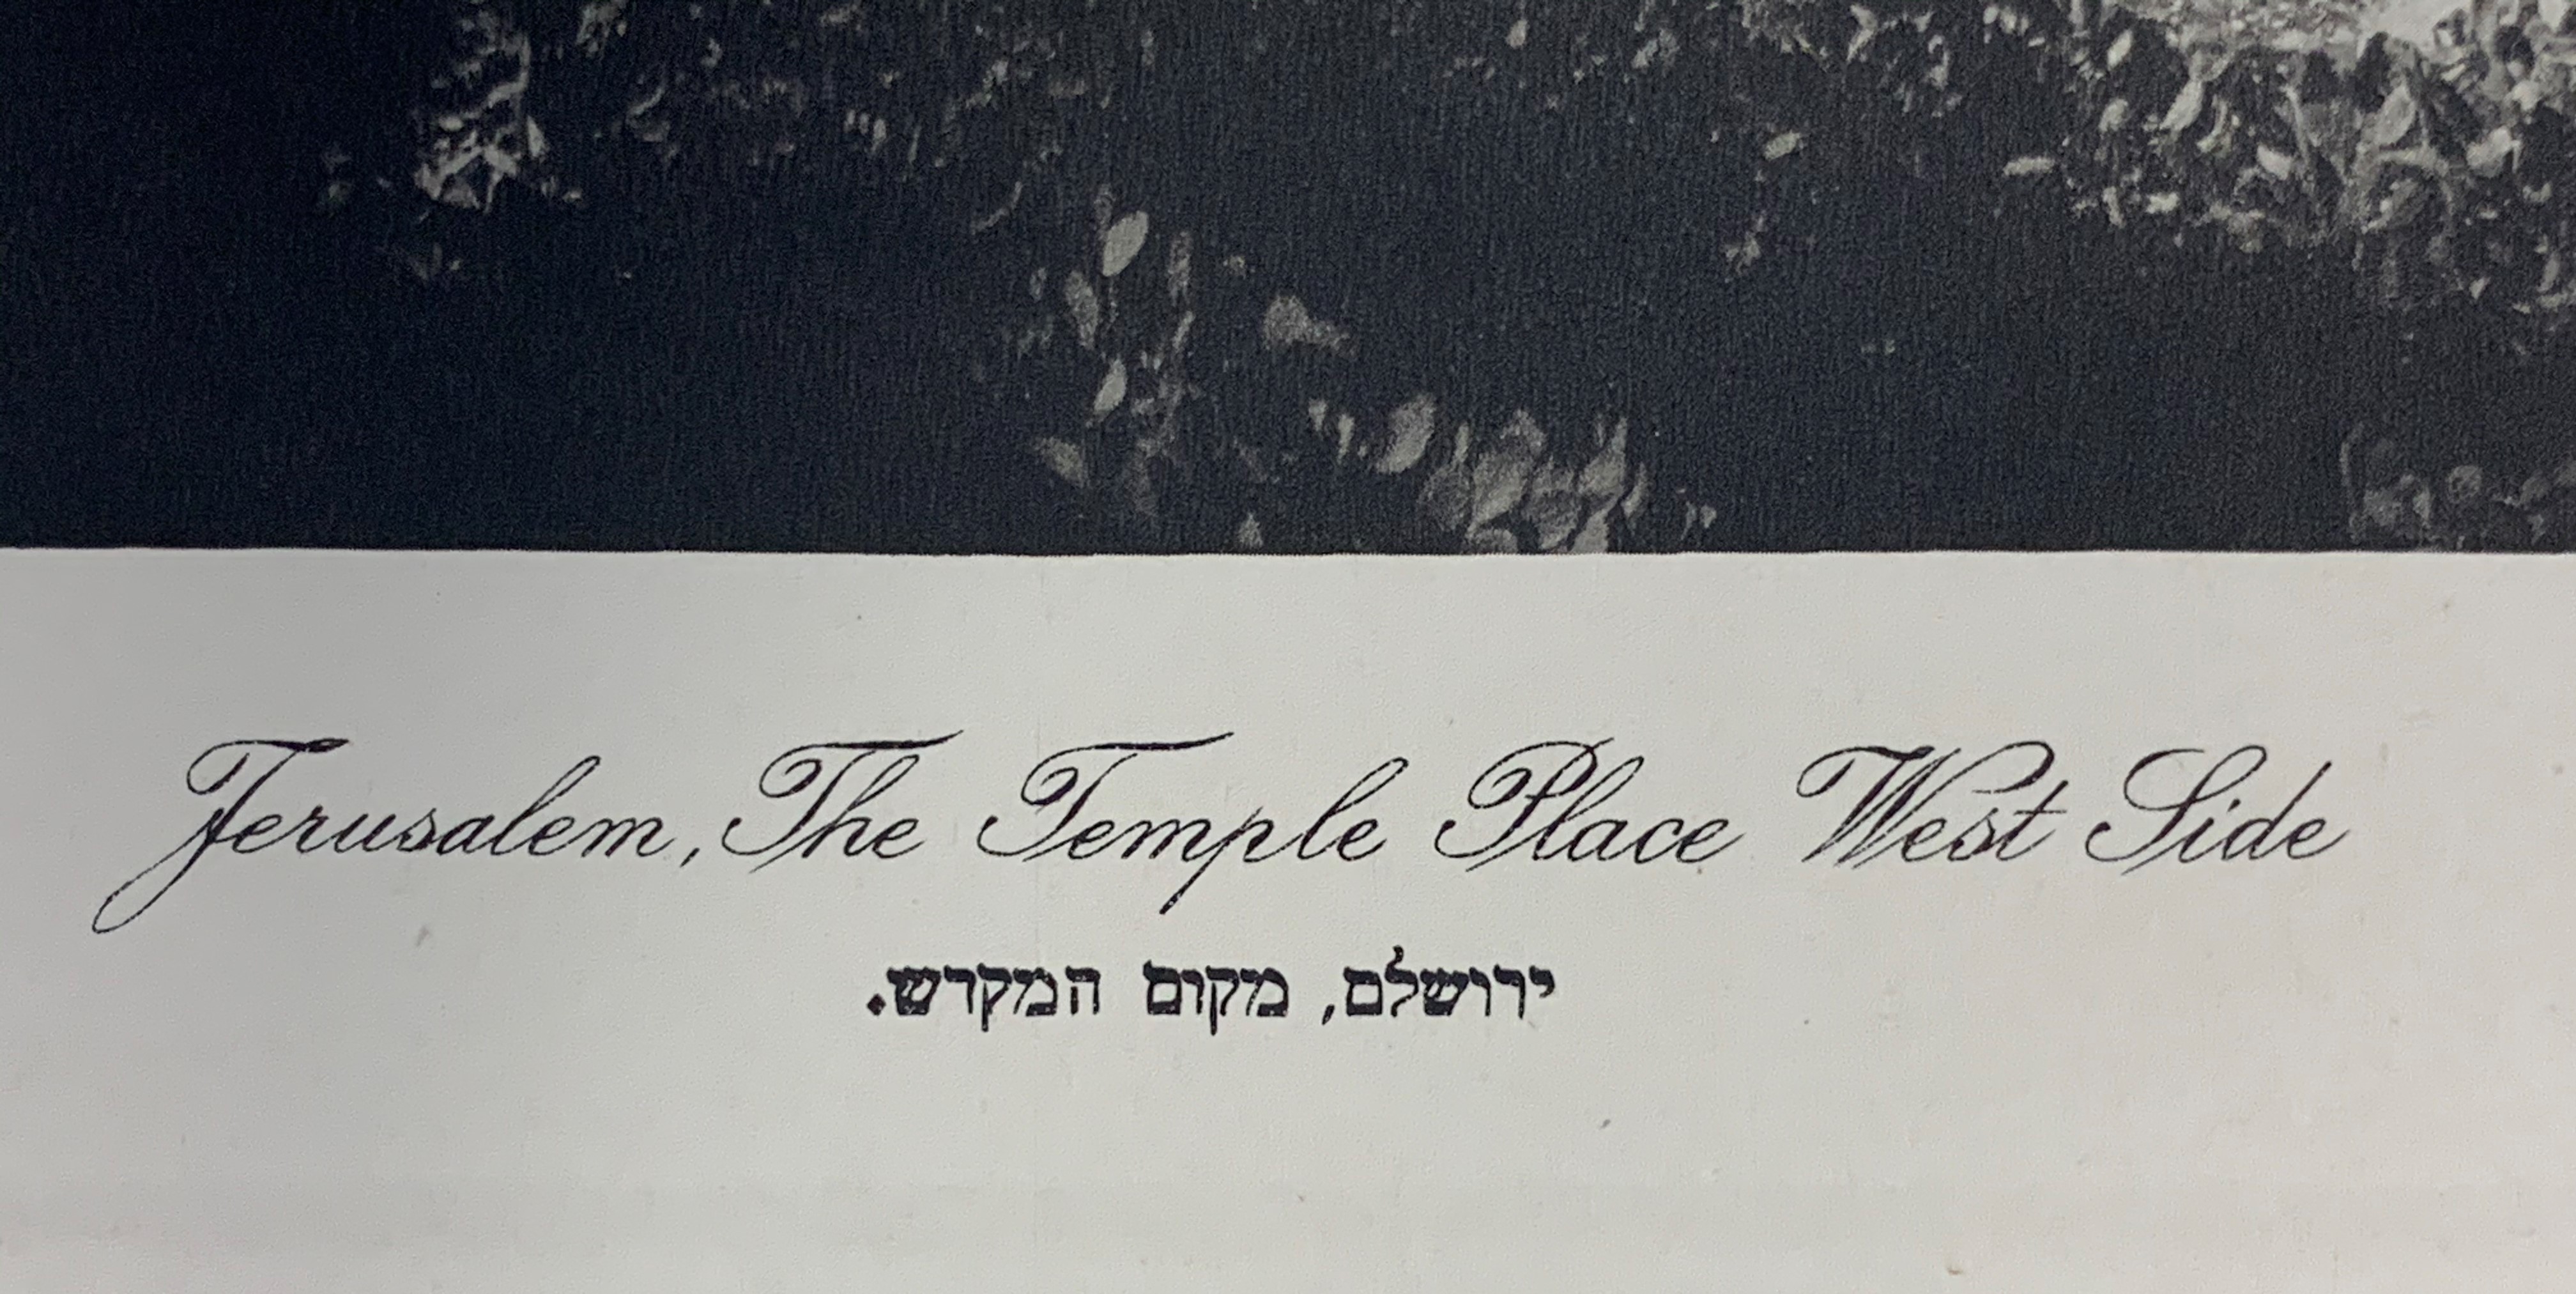 Jerusalem, The Temple Place West Side
ירושלם, מקום המקדש.